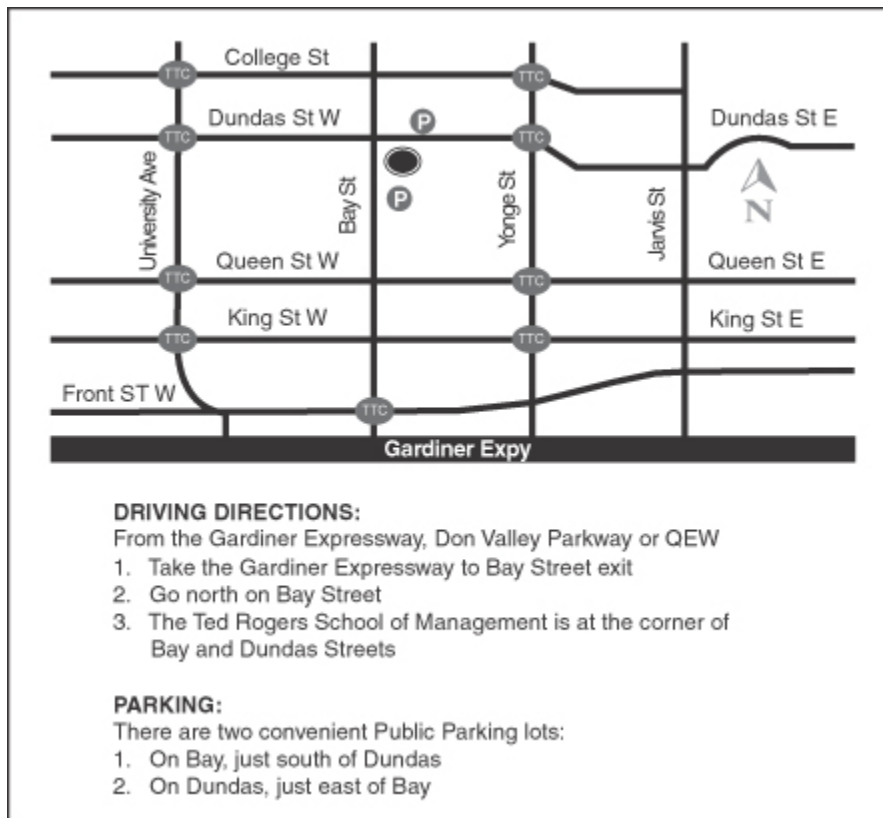 College St
TTC
TTC
Dundas St W
P
Dundas St E
TTC
TTC
University Ave
Bay St
P
Yonge St
Jarvis St
N
Queen St W
Queen St E
TTC
TTC
King St W
King St E
TTC
TTC
Front ST W
TTC
Gardiner Expy
DRIVING DIRECTIONS:
From the Gardiner Expressway, Don Valley Parkway or QEW
1. Take the Gardiner Expressway to Bay Street exit
2. Go north on Bay Street
3. The Ted Rogers School of Management is at the corner of
Bay and Dundas Streets
PARKING:
There are two convenient Public Parking lots:
1. On Bay, just south of Dundas
2. On Dundas, just east of Bay